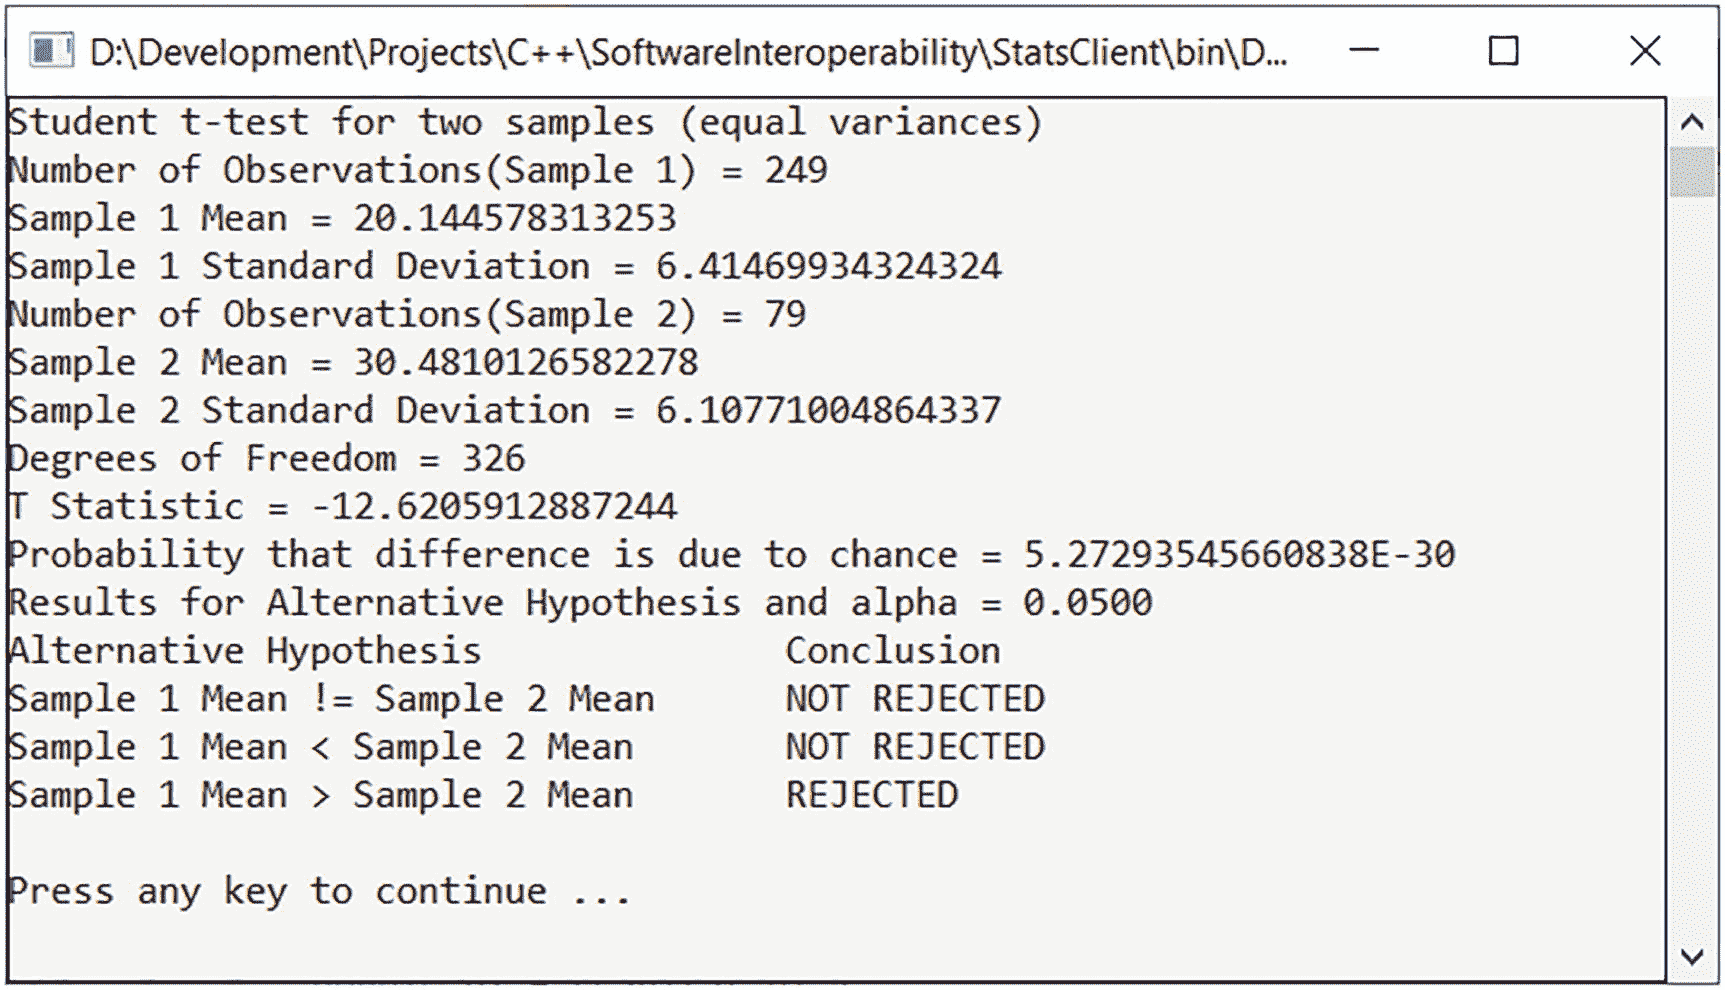 D:\Development\Projects\C++\SoftwareInteroperability\StatsClient\bin\D...
Student t-test for two samples (equal variances)
Number of Observations(Sample 1) = 249
Sample 1 Mean = 20.144578313253
Sample 1 Standard Deviation = 6.41469934324324
Number of Observations(Sample 2) = 79
Sample 2 Mean = 30.4810126582278
Sample 2 Standard Deviation = 6.10771004864337
Degrees of Freedom = 326
T Statistic = -12.6205912887244
Probability that difference is due to chance = 5.27293545660838E-30
Results for Alternative Hypothesis and alpha = 0.0500
Alternative Hypothesis Conclusion
Sample 1 Mean != Sample 2 Mean NOT REJECTED
Sample 1 Mean < Sample 2 Mean NOT REJECTED
Sample 1 Mean > Sample 2 Mean REJECTED
Press any key to continue ...